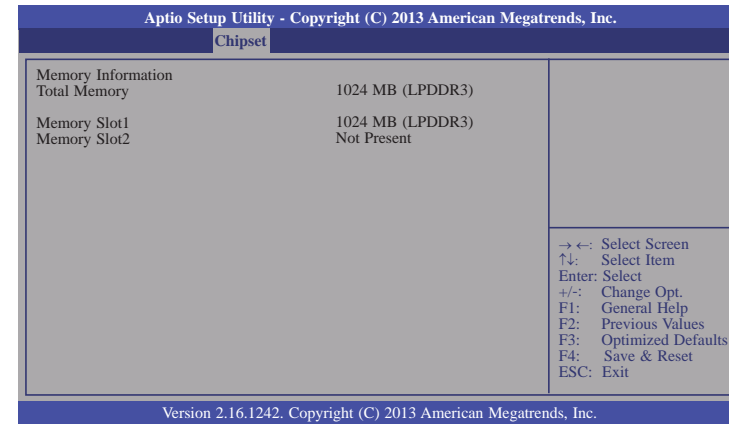 Aptio Setup Utility - Copyright (C) 2013 American Megatrends, Inc.
Chipset
Memory Information
Total Memory 1024 MB (LPDDR3)
Memory Slot1 1024 MB (LPDDR3)
Memory Slot2 Not Present
→ ←: Select Screen
↑↓: Select Item
Enter: Select
+/-: Change Opt.
F1: General Help
F2: Previous Values
F3: Optimized Defaults
F4: Save & Reset
ESC: Exit
Version 2.16.1242. Copyright (C) 2013 American Megatrends, Inc.